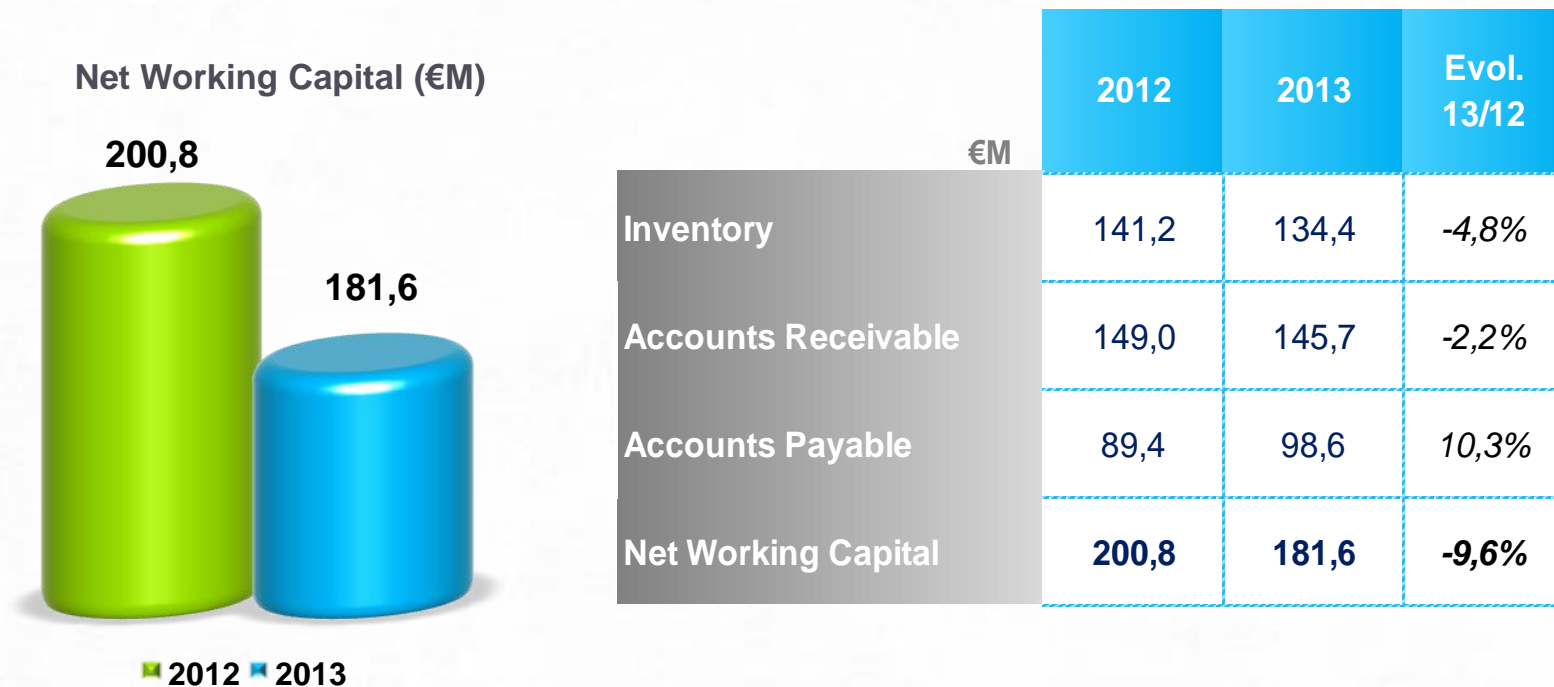 Net Working Capital (€M)
200,8
181,6
2012 2013
2012 2013 Evol.
13/12
€M
Inventory 141,2 134,4 -4,8%
Accounts Receivable 149,0 145,7 -2,2%
Accounts Payable 89,4 98,6 10,3%
Net Working Capital 200,8 181,6 -9,6%